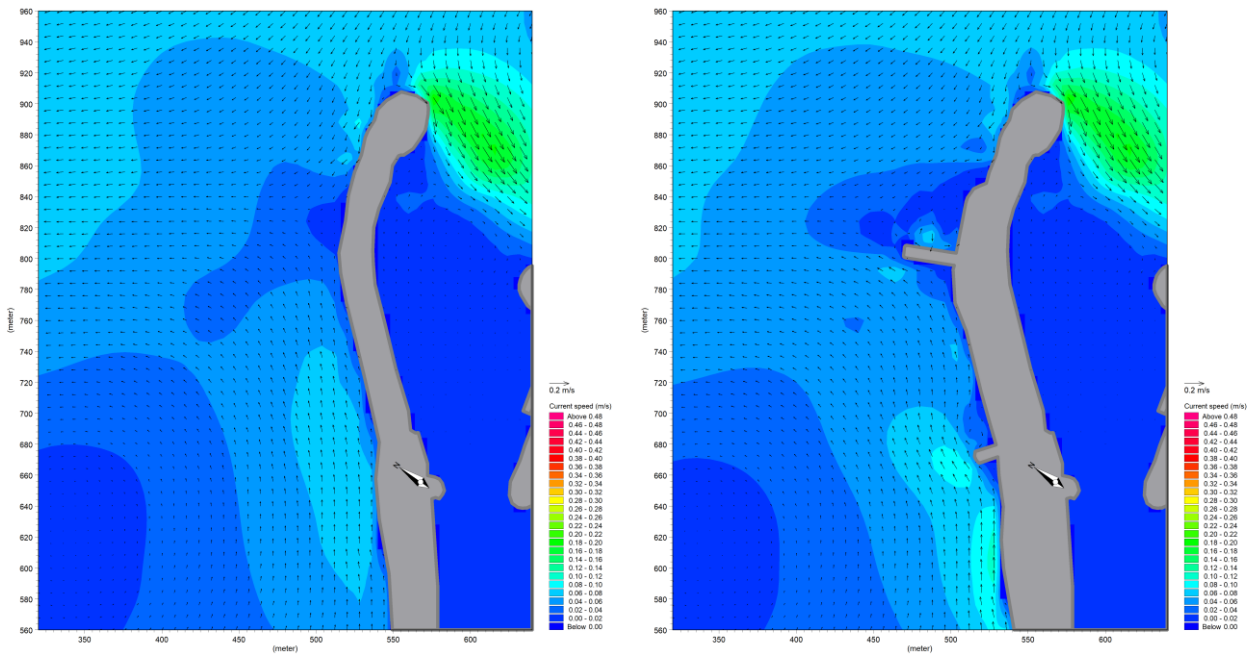 960
940
920
900
880
860
840
820
800
780
760
740
720
700
680
660
640
620
600
580
560
(meter)
350
400
450
500
550
600
(meter)
N
0.2 m/s
Current speed (m/s)
Above 0.48
0.46 - 0.48
0.44 - 0.46
0.42 - 0.44
0.40 - 0.42
0.38 - 0.40
0.36 - 0.38
0.34 - 0.36
0.32 - 0.34
0.30 - 0.32
0.28 - 0.30
0.26 - 0.28
0.24 - 0.26
0.22 - 0.24
0.20 - 0.22
0.18 - 0.20
0.16 - 0.18
0.14 - 0.16
0.12 - 0.14
0.10 - 0.12
0.08 - 0.10
0.06 - 0.08
0.04 - 0.06
0.02 - 0.04
0.00 - 0.02
Below 0.00
960
940
920
900
880
860
840
820
800
780
760
740
720
700
680
660
640
620
600
580
560
(meter)
350
400
450
500
550
600
(meter)
N
0.2 m/s
Current speed (m/s)
Above 0.48
0.46 - 0.48
0.44 - 0.46
0.42 - 0.44
0.40 - 0.42
0.38 - 0.40
0.36 - 0.38
0.34 - 0.36
0.32 - 0.34
0.30 - 0.32
0.28 - 0.30
0.26 - 0.28
0.24 - 0.26
0.22 - 0.24
0.20 - 0.22
0.18 - 0.20
0.16 - 0.18
0.14 - 0.16
0.12 - 0.14
0.10 - 0.12
0.08 - 0.10
0.06 - 0.08
0.04 - 0.06
0.02 - 0.04
0.00 - 0.02
Below 0.00